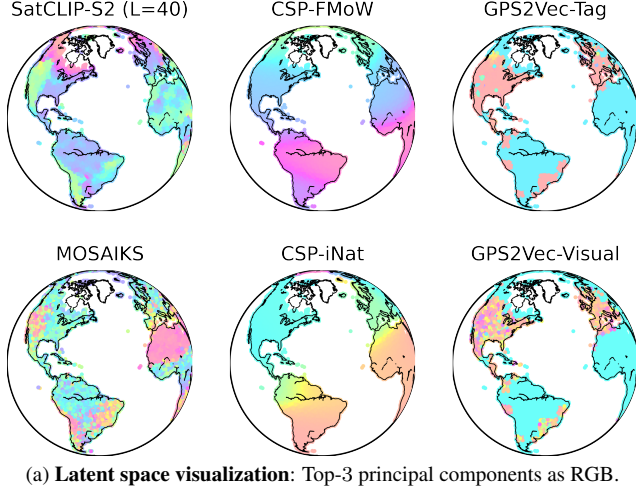 SatCLIP-S2 (L=40) CSP-FMoW GPS2Vec-Tag
MOSAIKS CSP-iNat GPS2Vec-Visual
(a) Latent space visualization: Top-3 principal components as RGB.